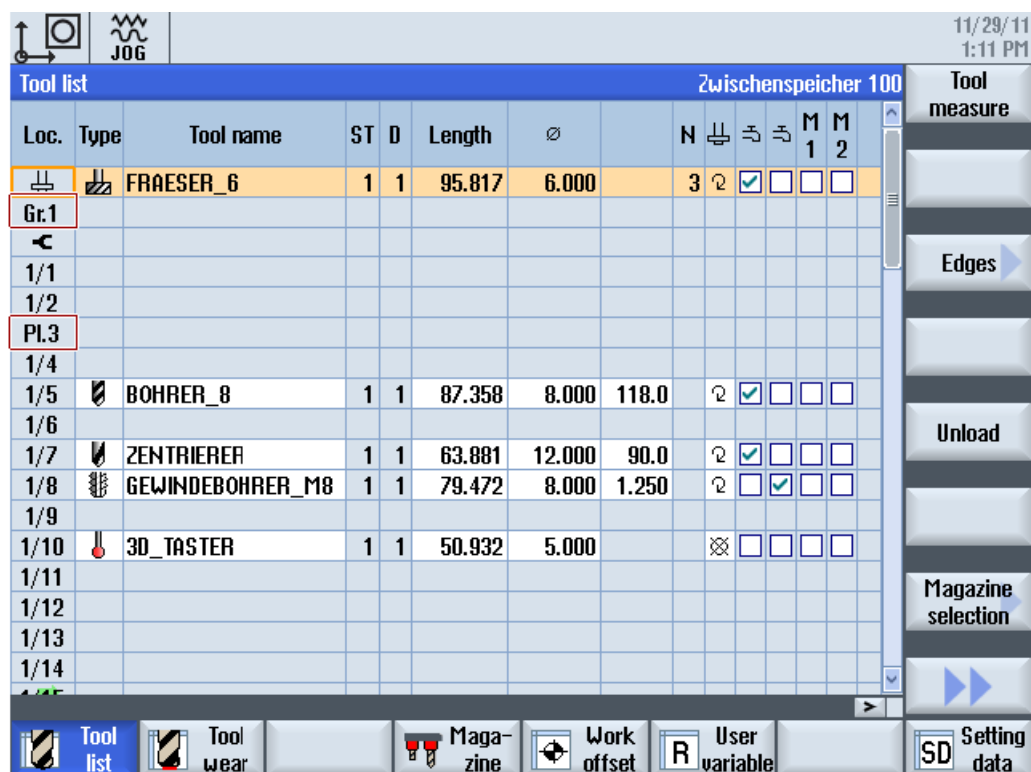 11/29/11
JOG
1:11 PM
Tool list Zwischenspeicher 100
Tool
measure
Loc. Type Tool name ST D Length Ø N M 1 M 2
FRAESER_6 1 1 95.817 6.000 3
Gr.1
1/1
Edges
1/2
Pl.3
1/4
1/5 BOHRER_8 1 1 87.358 8.000 118.0
1/6
Unload
1/7 ZENTRIERER 1 1 63.881 12.000 90.0
1/8 GEWINDEBOHRER_M8 1 1 79.472 8.000 1.250
1/9
1/10 3D_TASTER 1 1 50.932 5.000
1/11
Magazine
selection
1/12
1/13
1/14
Tool
list
Tool
wear
Maga-
zine
Work
offset
R User
variable
SD Setting
data